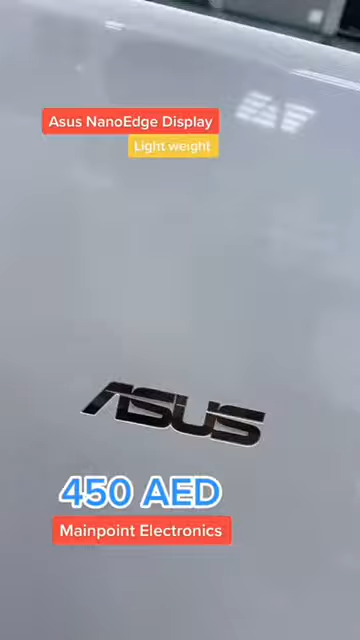 Asus NanoEdge Display
Light weight
ASUS
450 AED
Mainpoint Electronics